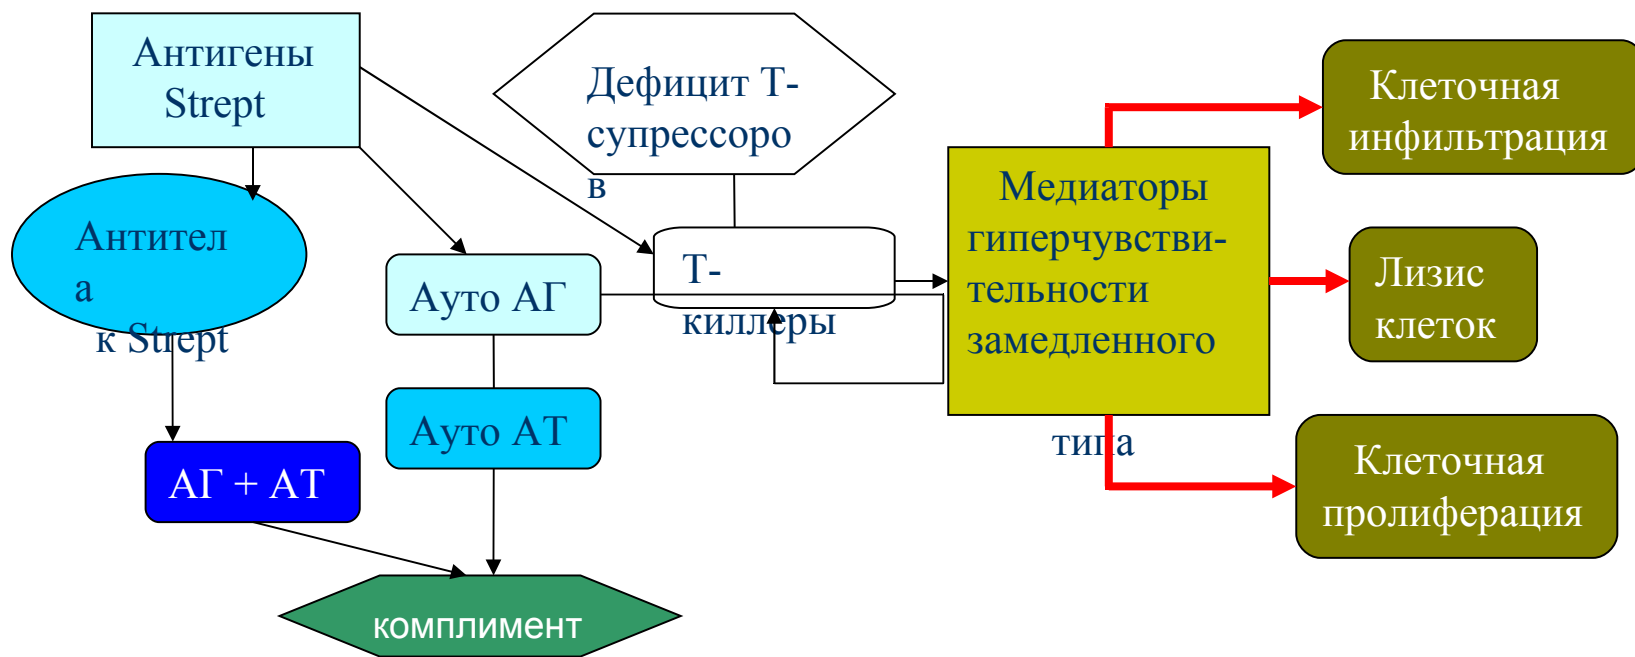 Антигены
Strept
Дефицит Т-
супрессоро
в
Клеточная
инфильтрация
Медиаторы
гиперчувстви-
тельности
замедленного
типа
Антител
а
к Strept
Т-
киллеры
Ауто АГ
Лизис
клеток
Ауто АТ
АГ + АТ
Клеточная
пролиферация
комплимент